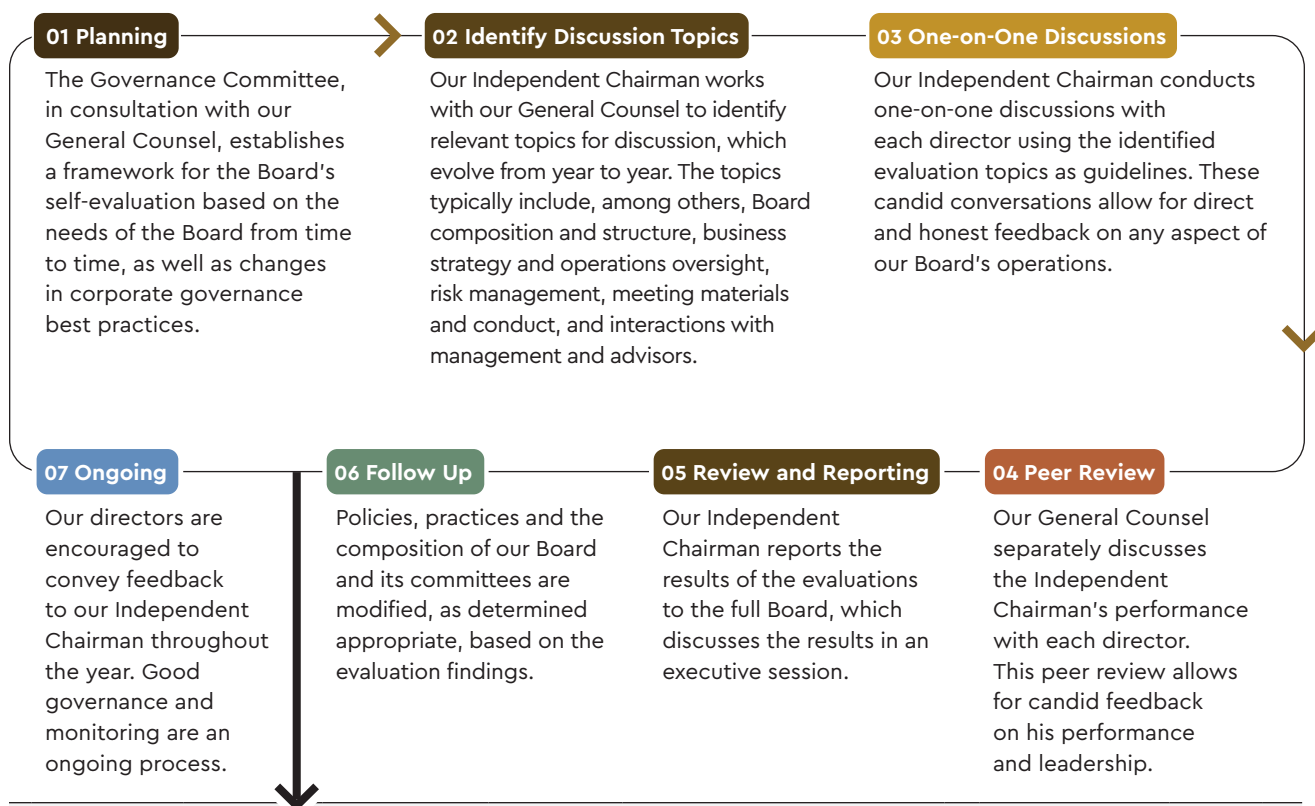 01 Planning
The Governance Committee,
in consultation with our
General Counsel, establishes
a framework for the Board's
self-evaluation based on the
needs of the Board from time
to time, as well as changes
in corporate governance
best practices.
02 Identify Discussion Topics
Our Independent Chairman works
with our General Counsel to identify
relevant topics for discussion, which
evolve from year to year. The topics
typically include, among others, Board
composition and structure, business
strategy and operations oversight,
risk management, meeting materials
and conduct, and interactions with
management and advisors.
03 One-on-One Discussions
Our Independent Chairman conducts
one-on-one discussions with
each director using the identified
evaluation topics as guidelines. These
candid conversations allow for direct
and honest feedback on any aspect of
our Board's operations.
04 Peer Review
Our General Counsel
separately discusses
the Independent
Chairman's performance
with each director.
This peer review allows
for candid feedback
on his performance
and leadership.
05 Review and Reporting
Our Independent
Chairman reports the
results of the evaluations
to the full Board, which
discusses the results in an
executive session.
06 Follow Up
Policies, practices and the
composition of our Board
and its committees are
modified, as determined
appropriate, based on the
evaluation findings.
07 Ongoing
Our directors are
encouraged to
convey feedback
to our Independent
Chairman throughout
the year. Good
governance and
monitoring are an
ongoing process.